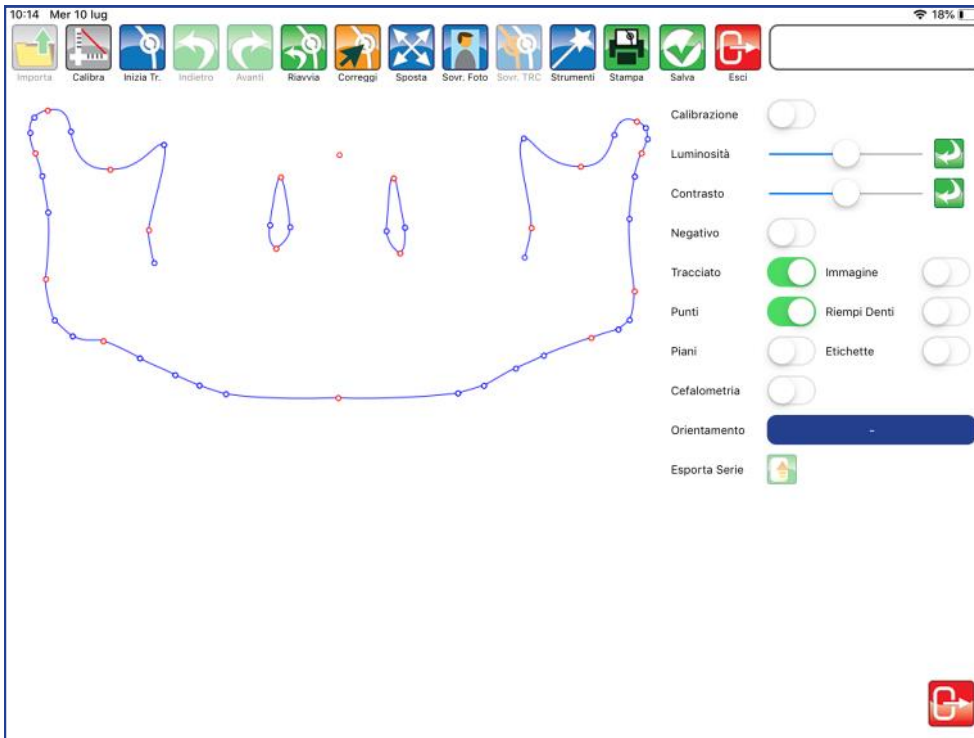 10:14 Mer 10 lug 18%
Importa Calibra Inizia Tr. Indietro Avanti Riavvia Correggi Sposta Sovr. Foto Sovr. TRC Strumenti Stampa Salva Esci
Calibrazione
Luminosità
Contrasto
Negativo
Tracciato Immagine
Punti Riempi Denti
Piani Etichette
Cefalometria
Orientamento -
Esporta Serie